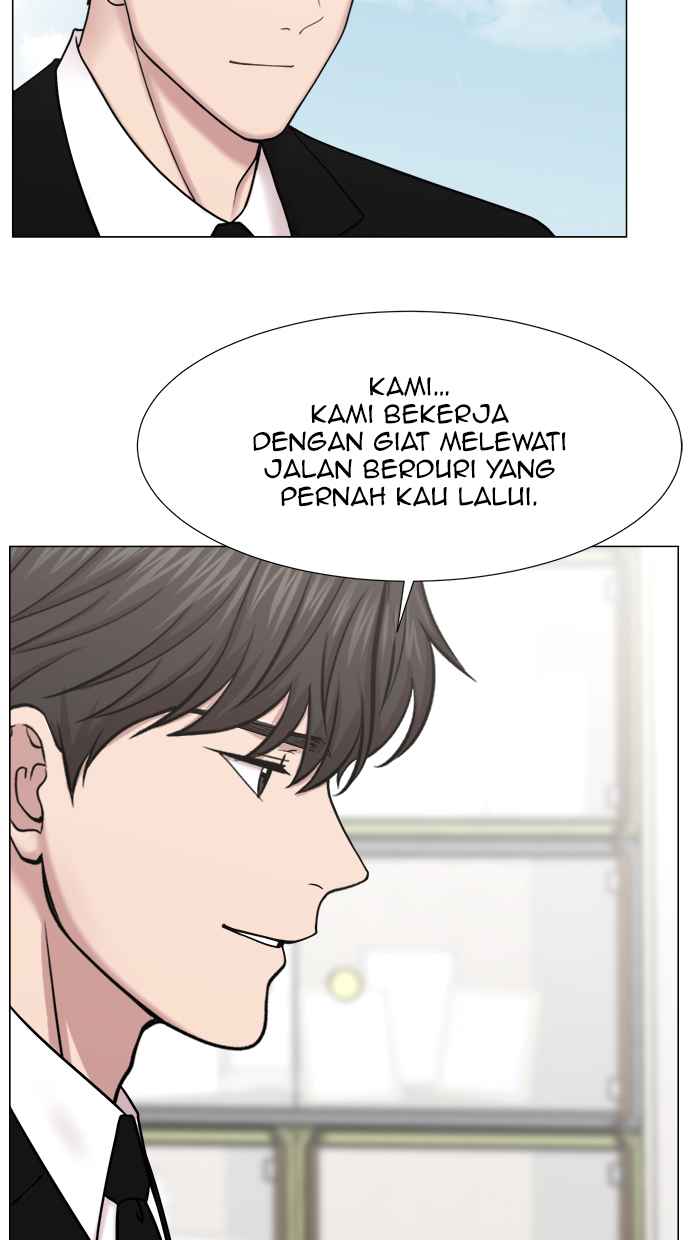 KAMI...
KAMI BEKERJA
DENGAN GIAT MELEWATI
JALAN BERDURI YANG
PERNAH KAU LALUI.